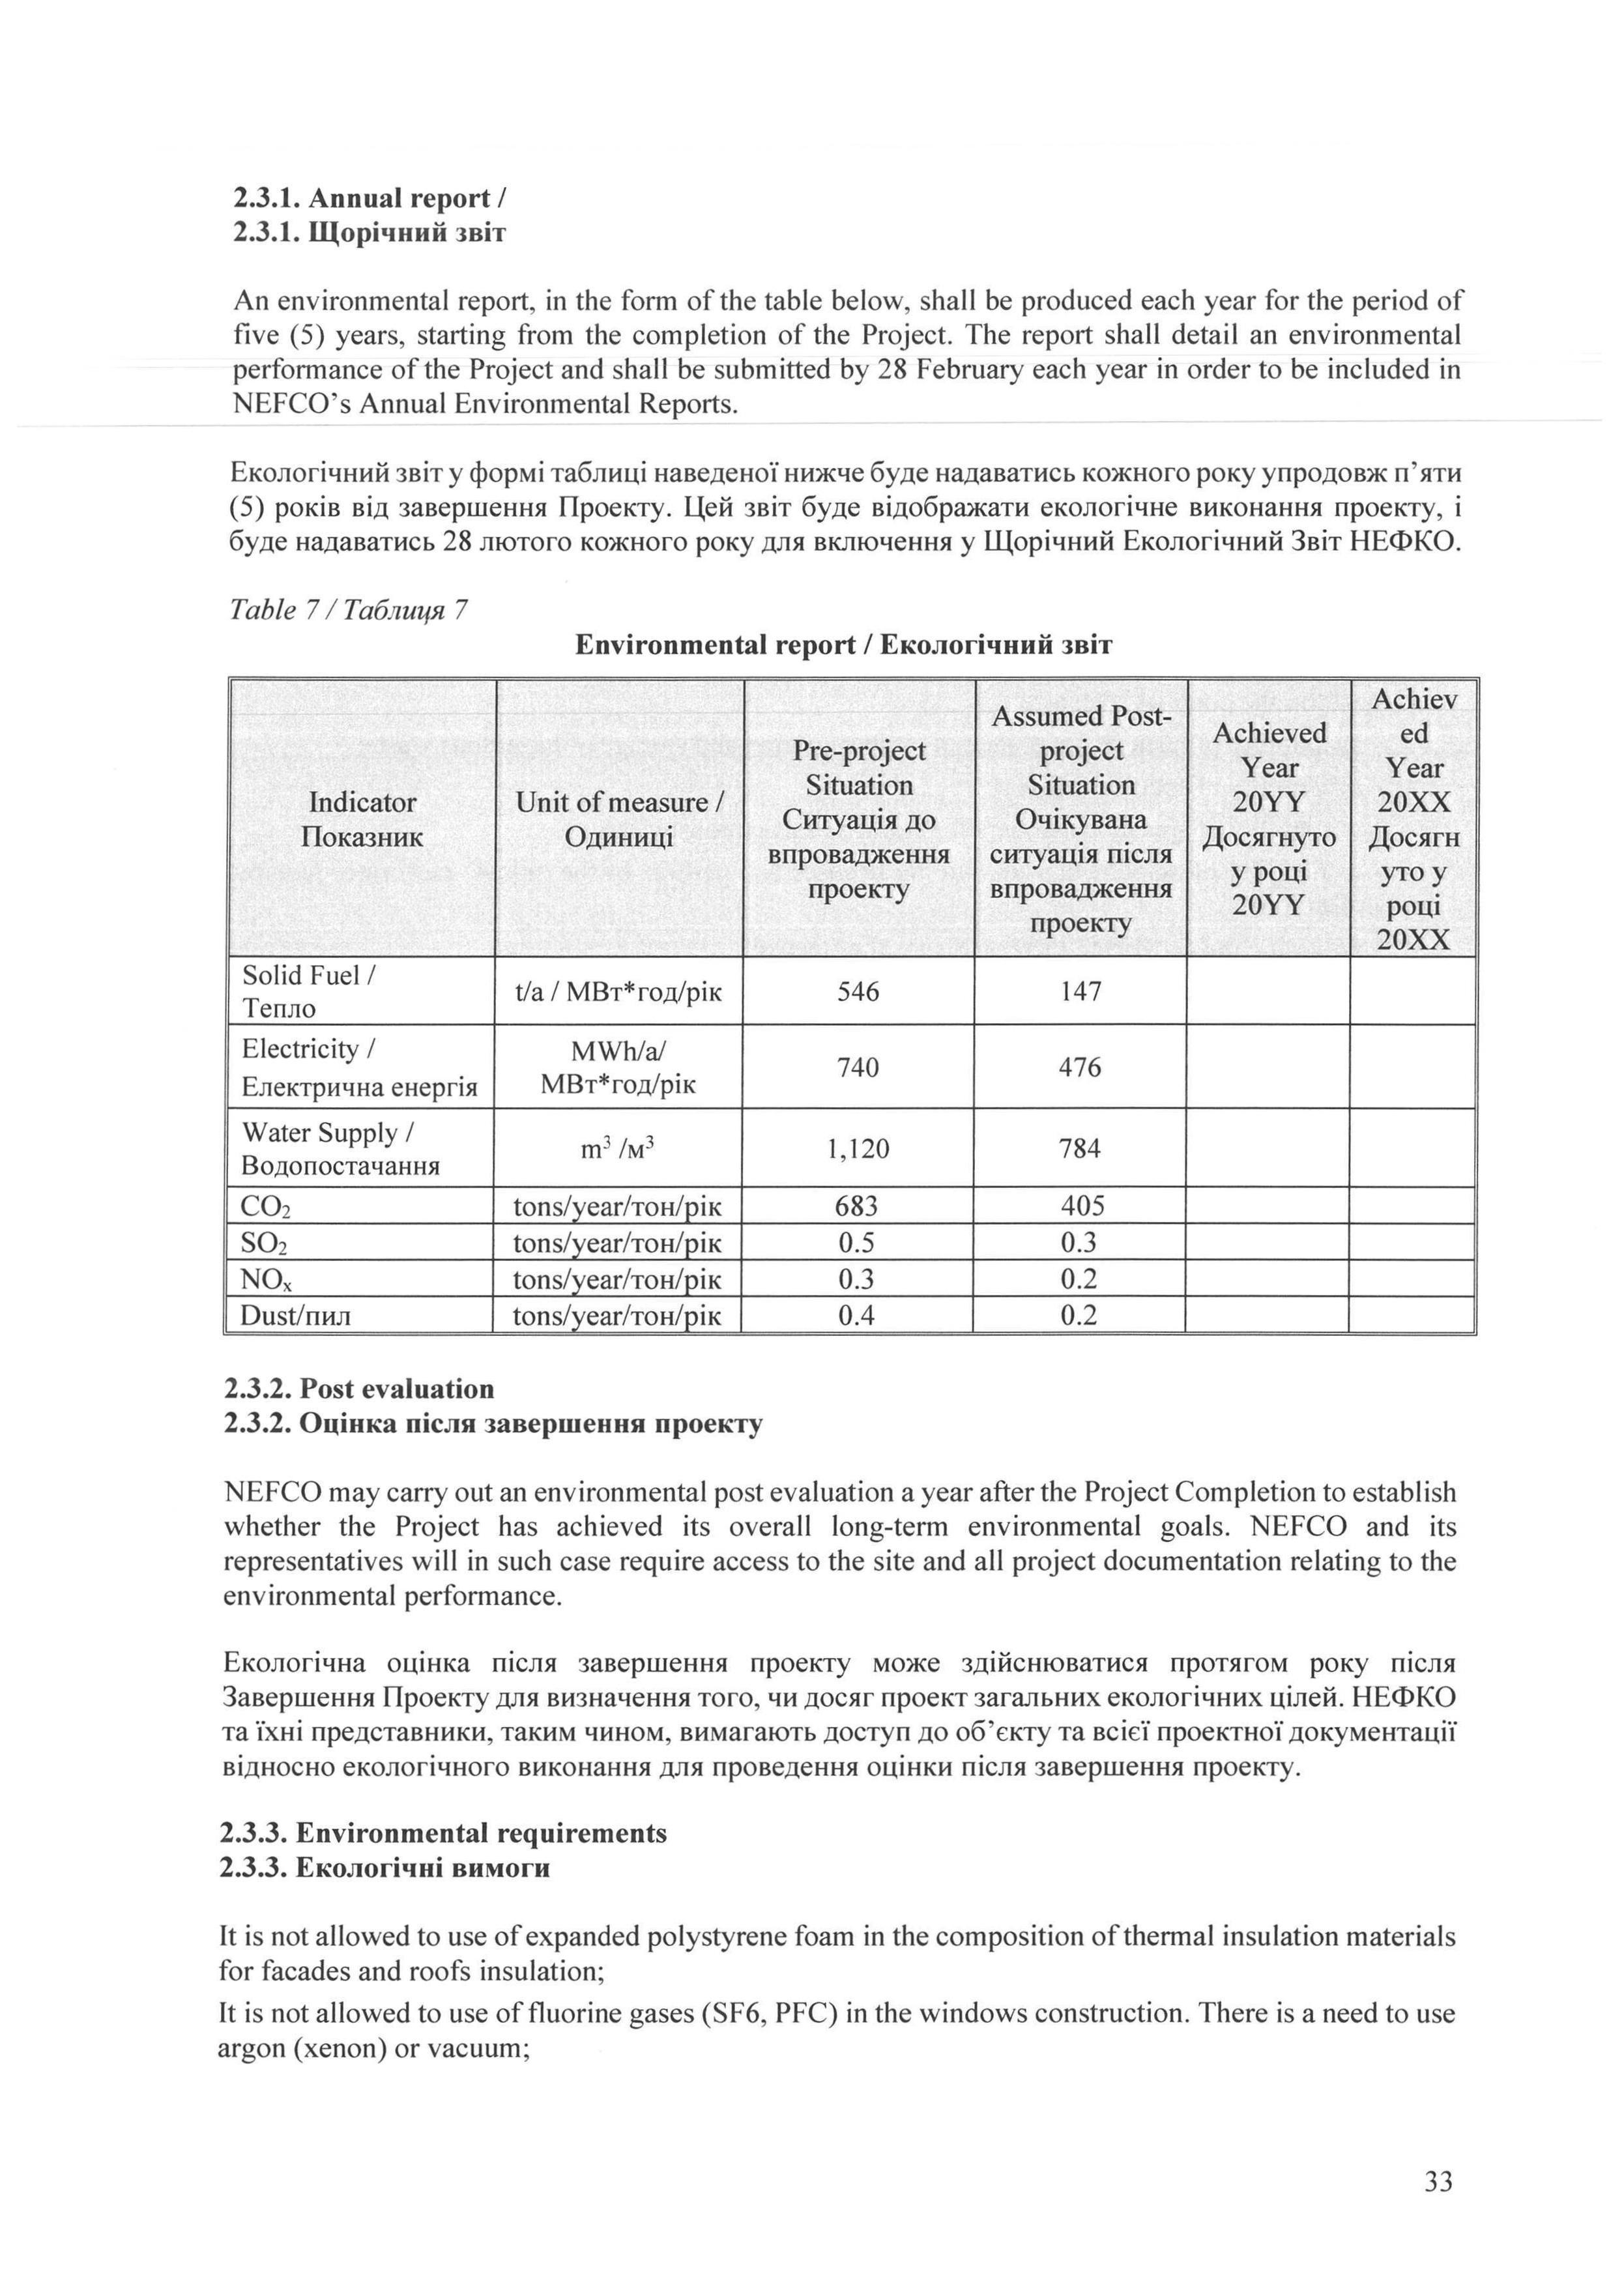 2.3.1. Annual report /
2.3.1. Щорічний звіт
An environmental report, in the form of the table below, shall be produced each year for the period of
five (5) years, starting from the completion of the Project. The report shall detail an environmental
performance of the Project and shall be submitted by 28 February each year in order to be included in
NEFCO’s Annual Environmental Reports.
Екологічний звіт у формі таблиці наведеної нижче буде надаватись кожного року упродовж п’яти
(5) років від завершення Проекту. Цей звіт буде відображати екологічне виконання проекту, і
буде надаватись 28 лютого кожного року для включення у Щорічний Екологічний Звіт НЕФКО.
Table 7 / Таблиця 7
Environmental report / Екологічний звіт
Indicator
Показник
Unit of measure /
Одиниці
Pre-project
Situation
Ситуація до
впровадження
проекту
Assumed Post-
project
Situation
Очікувана
ситуація після
впровадження
проекту
Achieved
Year
20YY
Досягнуто
у році
20YY
Achiev
ed
Year
20XX
Досягн
уто у
році
20XX
Solid Fuel /
Тепло
t/a / МВт*год/рік
546
147
Electricity /
Електрична енергія
MWh/a/
МВт*год/рік
740
476
Water Supply /
Водопостачання
m³ /м³
1,120
784
CO₂ tons/year/тон/рік 683 405
SO₂ tons/year/тон/рік 0.5 0.3
NOₓ tons/year/тон/рік 0.3 0.2
Dust/пил tons/year/тон/рік 0.4 0.2
2.3.2. Post evaluation
2.3.2. Оцінка після завершення проекту
NEFCO may carry out an environmental post evaluation a year after the Project Completion to establish
whether the Project has achieved its overall long-term environmental goals. NEFCO and its
representatives will in such case require access to the site and all project documentation relating to the
environmental performance.
Екологічна оцінка після завершення проекту може здійснюватися протягом року після
Завершення Проекту для визначення того, чи досяг проект загальних екологічних цілей. НЕФКО
та їхні представники, таким чином, вимагають доступ до об’єкту та всієї проектної документації
відносно екологічного виконання для проведення оцінки після завершення проекту.
2.3.3. Environmental requirements
2.3.3. Екологічні вимоги
It is not allowed to use of expanded polystyrene foam in the composition of thermal insulation materials
for facades and roofs insulation;
It is not allowed to use of fluorine gases (SF6, PFC) in the windows construction. There is a need to use
argon (xenon) or vacuum;
33